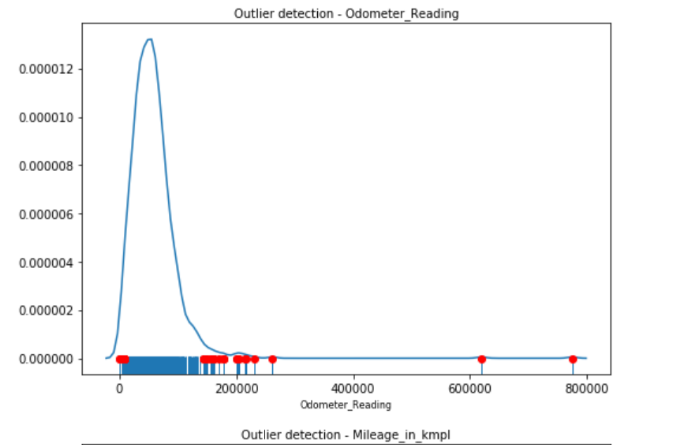 Outlier detection - Odometer_Reading
0.000012
0.000010
0.000008
0.000006
0.000004
0.000002
0.000000
0 200000 400000 600000 800000
Odometer_Reading
Outlier detection - Mileage_in_kmpl